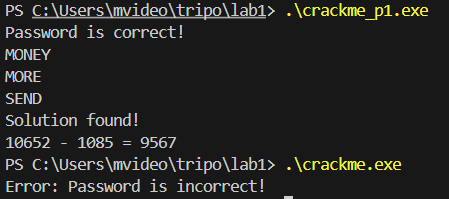 PS C:\Users\mvideo\tripo\lab1> .\crackme_p1.exe
Password is correct!
MONEY
MORE
SEND
Solution found!
10652 - 1085 = 9567
PS C:\Users\mvideo\tripo\lab1> .\crackme.exe
Error: Password is incorrect!